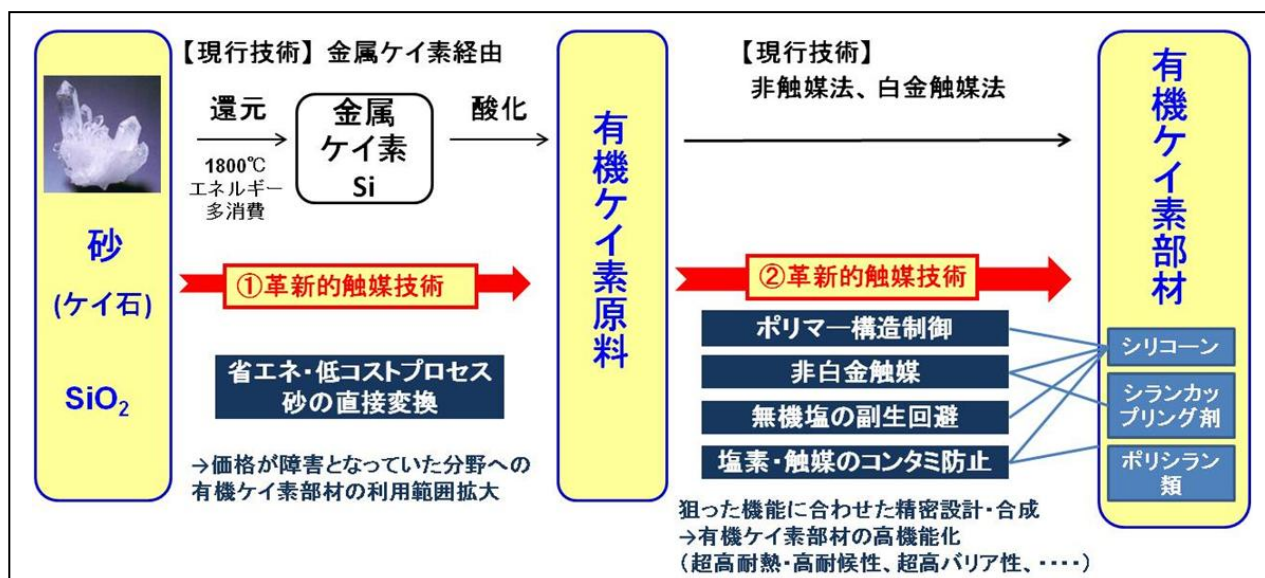 【現行技術】金属ケイ素経由
還元
1800℃
エネルギー
多消費
金属
ケイ素
Si
酸化
砂
(ケイ石)
SiO2
①革新的触媒技術
省エネ・低コストプロセス
砂の直接変換
→価格が障害となっていた分野への
有機ケイ素部材の利用範囲拡大
有機ケイ素原料
【現行技術】
非触媒法、白金触媒法
②革新的触媒技術
ポリマー構造制御
非白金触媒
無機塩の副生回避
塩素・触媒のコンタミ防止
狙った機能に合わせた精密設計・合成
→有機ケイ素部材の高機能化
(超高耐熱・高耐候性、超高バリア性、・・・・)
有機ケイ素部材
シリコーン
シランカッ
プリング剤
ポリシラン
類